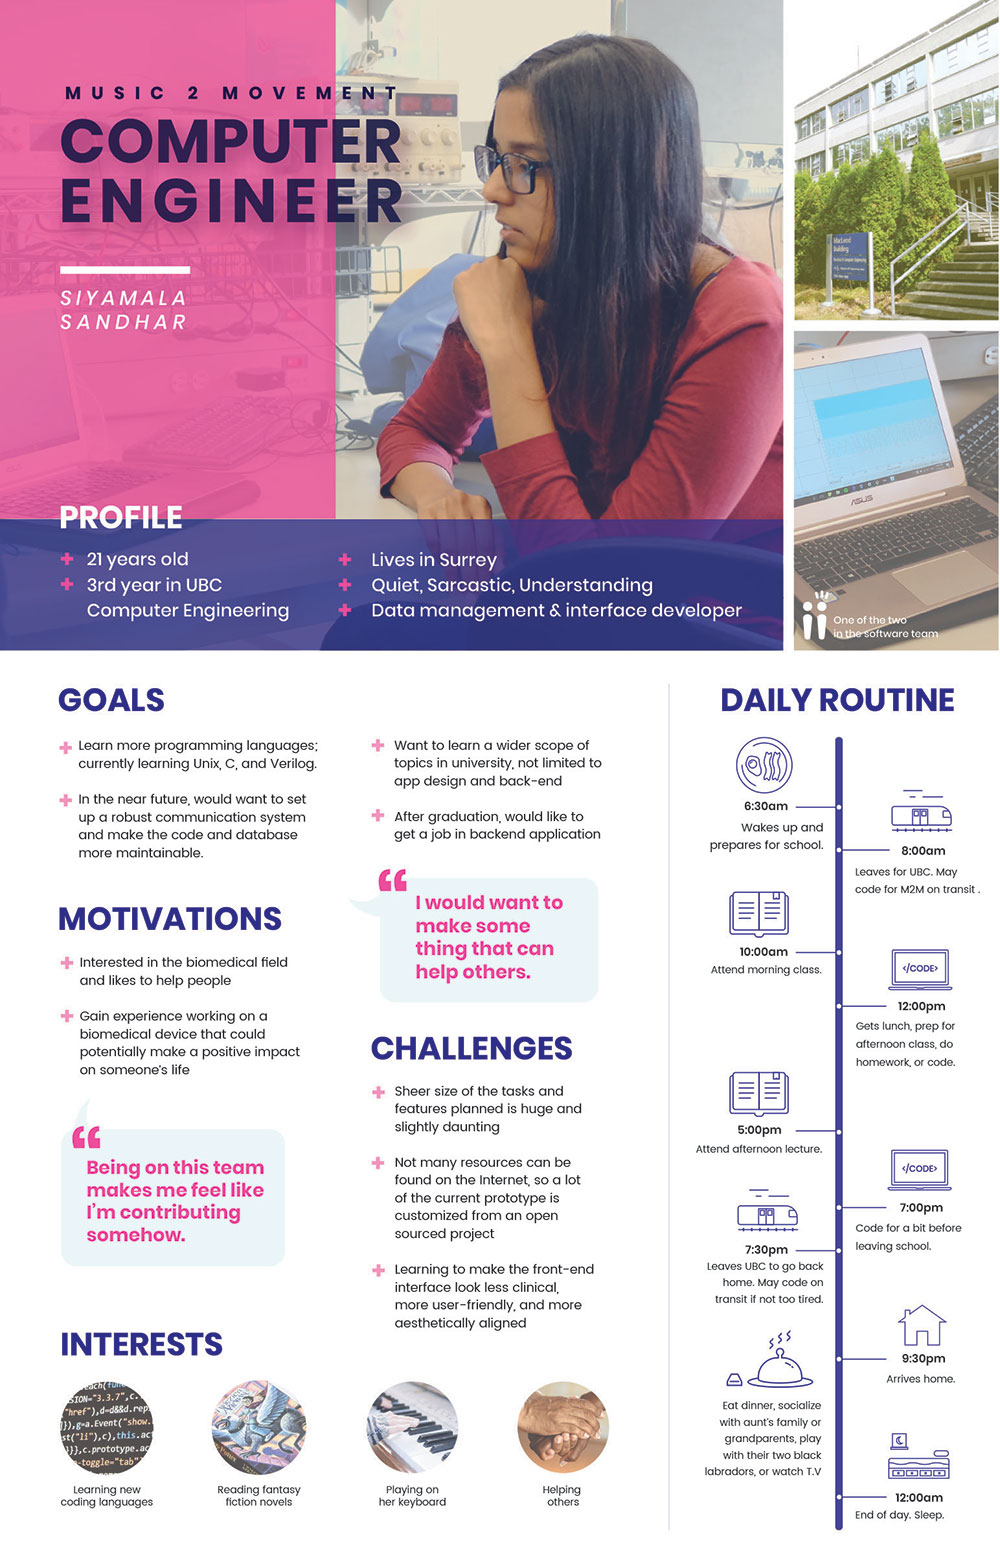 MUSIC 2 MOVEMENT
COMPUTER
ENGINEER
SIYAMALA
SANDHAR
MacLeod
Building
ASUS
One of the two
in the software team
PROFILE
21 years old
3rd year in UBC
Computer Engineering
Lives in Surrey
Quiet, Sarcastic, Understanding
Data management & interface developer
GOALS
Learn more programming languages;
currently learning Unix, C, and Verilog.
In the near future, would want to set
up a robust communication system
and make the code and database
more maintainable.
Want to learn a wider scope of
topics in university, not limited to
app design and back-end
After graduation, would like to
get a job in backend application
“
I would want to
make some
thing that can
help others.
MOTIVATIONS
Interested in the biomedical field
and likes to help people
Gain experience working on a
biomedical device that could
potentially make a positive impact
on someone's life
“
Being on this team
makes me feel like
I'm contributing
somehow.
CHALLENGES
Sheer size of the tasks and
features planned is huge and
slightly daunting
Not many resources can be
found on the Internet, so a lot
of the current prototype is
customized from an open
sourced project
Learning to make the front-end
interface look less clinical,
more user-friendly, and more
aesthetically aligned
INTERESTS
Learning new
coding languages
Reading fantasy
fiction novels
Playing on
her keyboard
Helping
others
DAILY ROUTINE
6:30am
Wakes up and
prepares for school.
8:00am
Leaves for UBC. May
code for M2M on transit .
10:00am
Attend morning class.
</CODE>
12:00pm
Gets lunch, prep for
afternoon class, do
homework, or code.
5:00pm
Attend afternoon lecture.
</CODE>
7:00pm
Code for a bit before
leaving school.
7:30pm
Leaves UBC to go back
home. May code on
transit if not too tired.
9:30pm
Arrives home.
Eat dinner, socialize
with aunt's family or
grandparents, play
with their two black
labradors, or watch T.V
12:00am
End of day. Sleep.